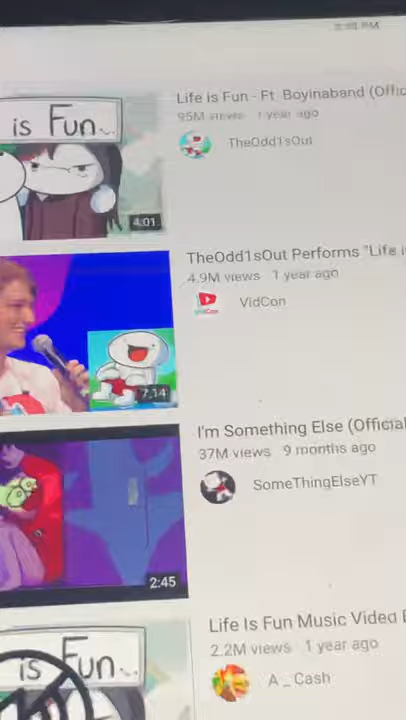 Life is Fun - Ft. Boyinaband (Offic
95M views 1 year ago
TheOdd1sOut
is Fun..
4:01
TheOdd1sOut Performs "Life i
4.9M views 1 year ago
VidCon
7:14
I'm Something Else (Official
37M views 9 months ago
SomeThingElseYT
2:45
Life Is Fun Music Video
2.2M views 1 year ago
A_Cash
is Fun..